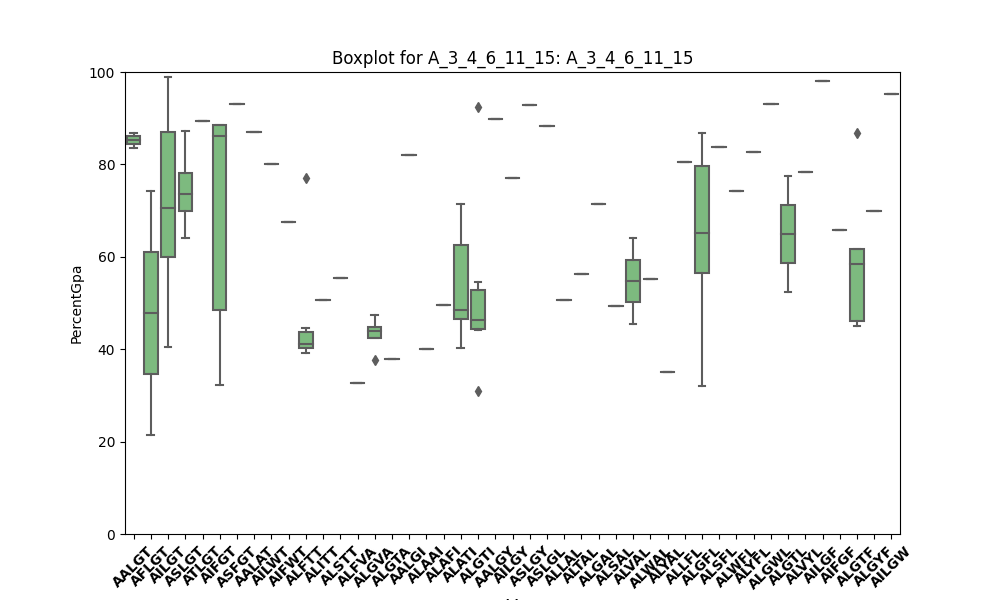 Boxplot for A_3_4_6_11_15: A_3_4_6_11_15
PercentGpa
100
80
60
40
20
0
AALGT
AFLGT
AILGT
ASLGT
ATLGT
AIFGT
ASFGT
AALAT
AILWT
AIFWT
ALFTT
ALITT
ALSTT
ALFVA
ALGVA
ALGTA
AALGI
ALAAI
ALAFI
ALATI
ALGTI
AALGY
AILGY
ASLGY
ASLGL
ALLAL
ALTAL
ALGAL
ALSAL
ALVAL
ALWAL
ALYAL
ALLFL
ALGFL
ALSFL
ALWFL
ALYFL
ALGWL
ALGTL
ALVYL
AILGF
AIFGF
ALGTF
ALGYF
AILGW